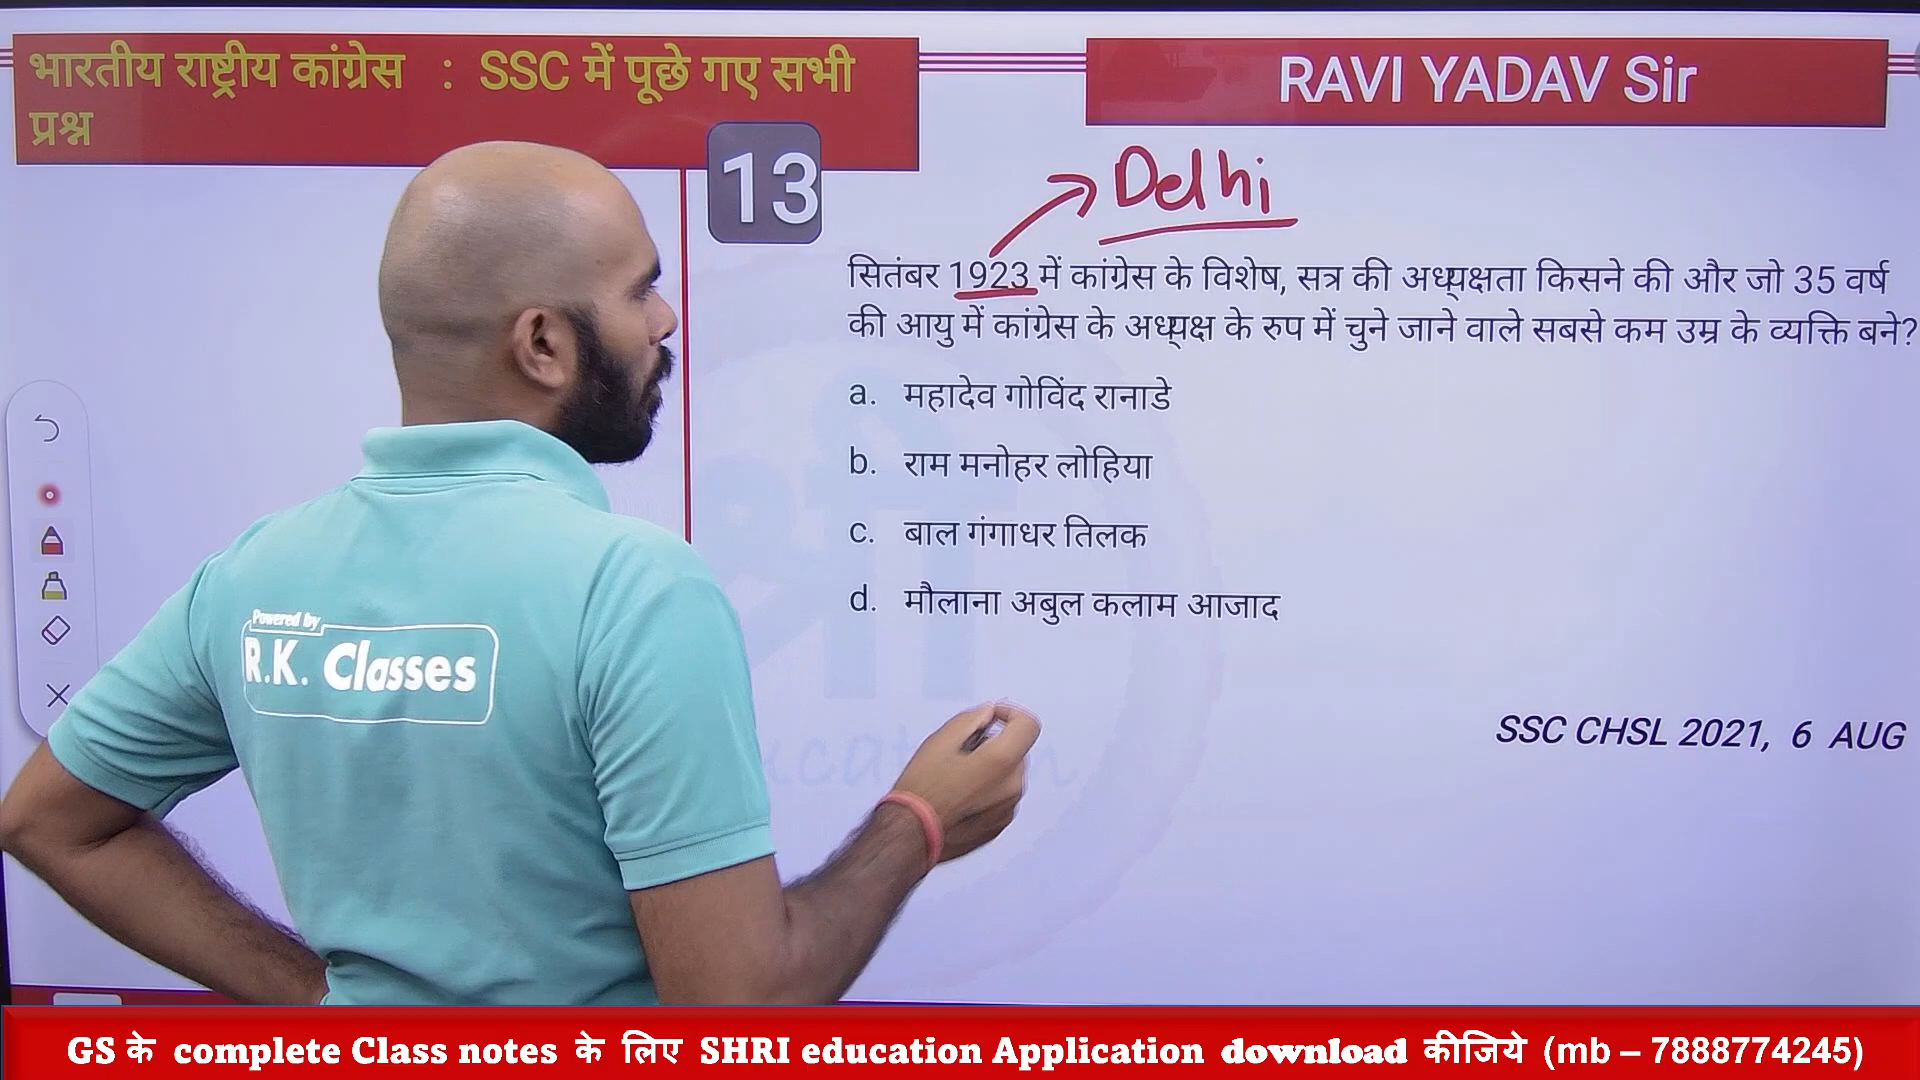 भारतीय राष्ट्रीय कांग्रेस : SSC में पूछे गए सभी
प्रश्न
RAVI YADAV Sir
13
Delhi
सितंबर 1923 में कांग्रेस के विशेष, सत्र की अध्यक्षता किसने की और जो 35 वर्ष
की आयु में कांग्रेस के अध्यक्ष के रुप में चुने जाने वाले सबसे कम उम्र के व्यक्ति बने?
a. महादेव गोविंद रानाडे
b. राम मनोहर लोहिया
c. बाल गंगाधर तिलक
d. मौलाना अबुल कलाम आजाद
SSC CHSL 2021, 6 AUG
Powered by
R.K. Classes
GS के complete Class notes के लिए SHRI education Application download कीजिये (mb – 7888774245)